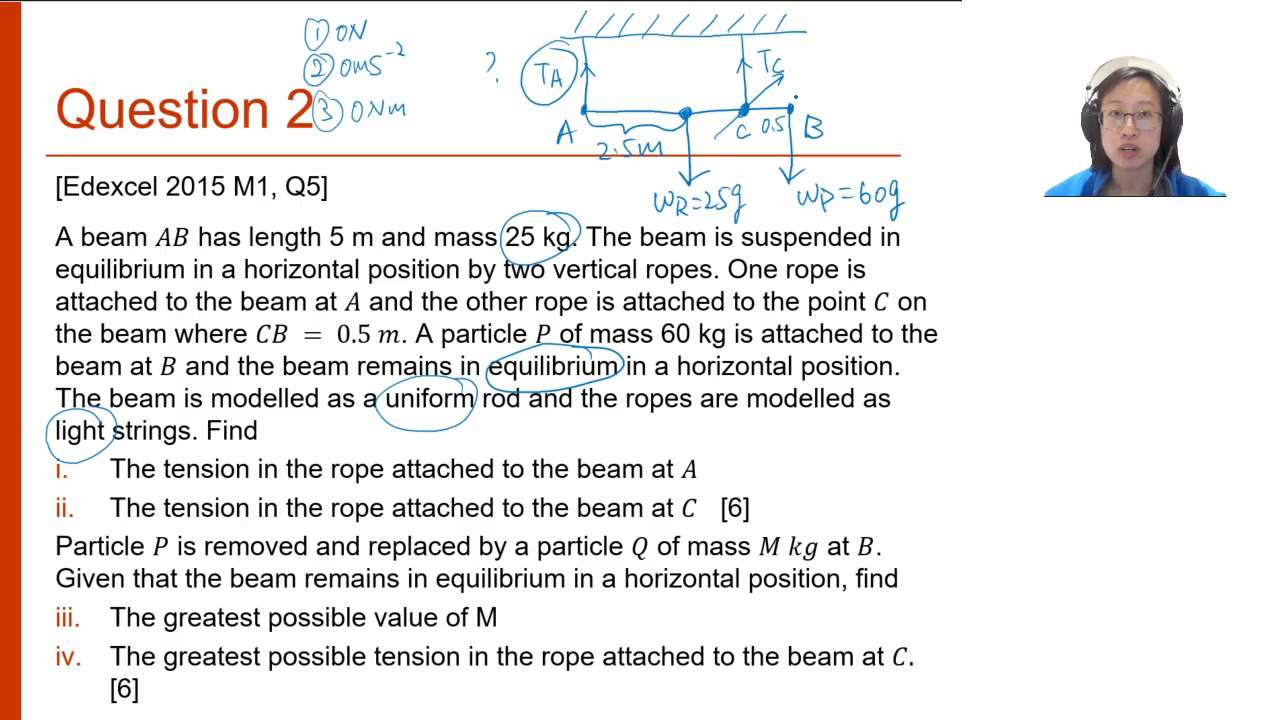 ① 0N
② 0ms⁻²
③ 0Nm
?
T_A
T_C
A
2.5m
C
0.5
B
W_R=25g
W_P=60g
Question 2
[Edexcel 2015 M1, Q5]
A beam AB has length 5 m and mass 25 kg. The beam is suspended in
equilibrium in a horizontal position by two vertical ropes. One rope is
attached to the beam at A and the other rope is attached to the point C on
the beam where CB = 0.5 m. A particle P of mass 60 kg is attached to the
beam at B and the beam remains in equilibrium in a horizontal position.
The beam is modelled as a uniform rod and the ropes are modelled as
light strings. Find
i. The tension in the rope attached to the beam at A
ii. The tension in the rope attached to the beam at C [6]
Particle P is removed and replaced by a particle Q of mass M kg at B.
Given that the beam remains in equilibrium in a horizontal position, find
iii. The greatest possible value of M
iv. The greatest possible tension in the rope attached to the beam at C.
[6]